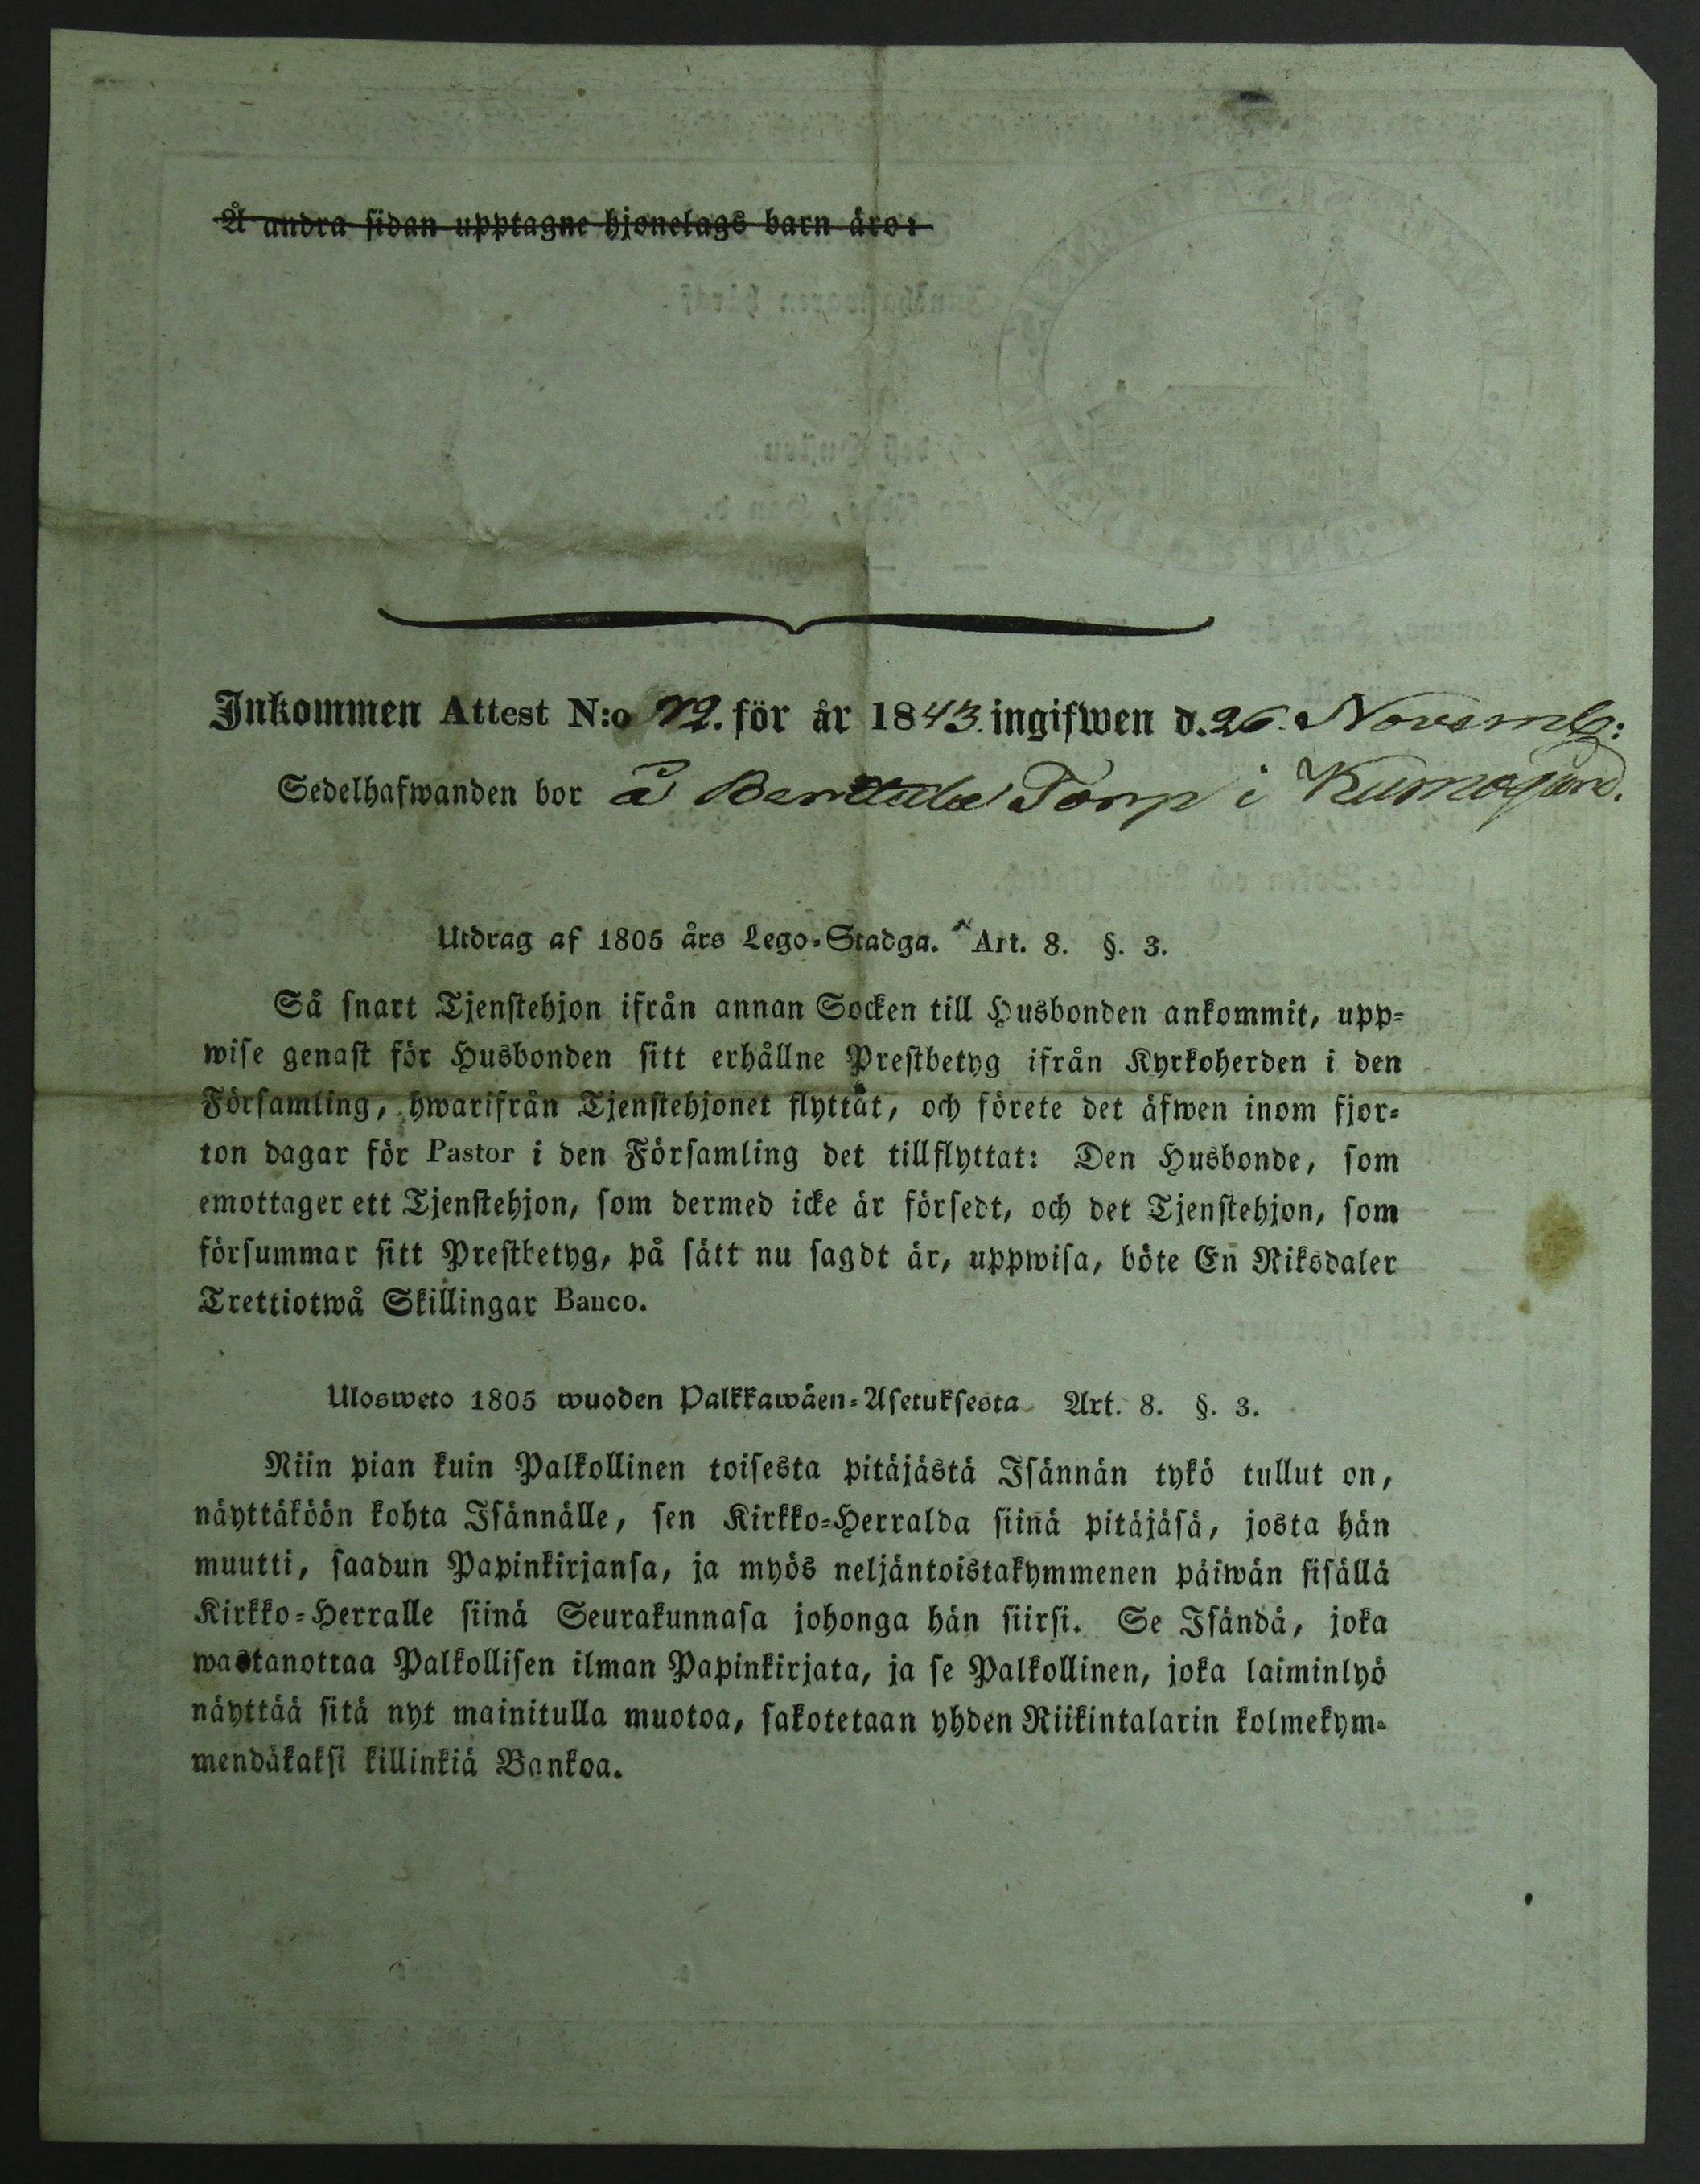 Å andra sidan upptagne hjonelags barn äro:
Inkommen Attest N:o 72. för år 1843. ingifwen d. 26. Novemb:
Sedelhafwanden bor å Torp i
Utdrag af 1805 års Lego-Stadga. Art. 8. §. 3.
Så snart Tjenstehjon ifrån annan Socken till Husbonden ankommit, upp-
wise genast för Husbonden sitt erhållne Prestbetyg ifrån Kyrkoherden i den
Församling, hwarifrån Tjenstehjonet flyttat, och förete det äfwen inom fjor-
ton dagar för Pastor i den Församling det tillflyttat: Den Husbonde, som
emottager ett Tjenstehjon, som dermed icke är försedt, och det Tjenstehjon, som
försummar sitt Prestbetyg, på sätt nu sagdt är, uppwisa, böte En Riksdaler
Trettiotwå Skillingar Banco.
Ulosweto 1805 wuoden Palkkawäen-Asetuksesta Art. 8. §. 3.
Niin pian kuin Palkollinen toisesta pitäjästä Isännän tykö tullut on,
näyttäköön kohta Isännälle, sen Kirkko-Herralda siinä pitäjäsä, josta hän
muutti, saadun Papinkirjansa, ja myös neljäntoistakymmenen päiwän sisällä
Kirkko-Herralle siinä Seurakunnasa johonga hän siirsi. Se Isändä, joka
wastanottaa Palkollisen ilman Papinkirjata, ja se Palkollinen, joka laiminlyö
näyttää sitä nyt mainitulla muotoa, sakotetaan yhden Riikintalarin kolmekym-
mendäkaksi killinkiä Bankoa.